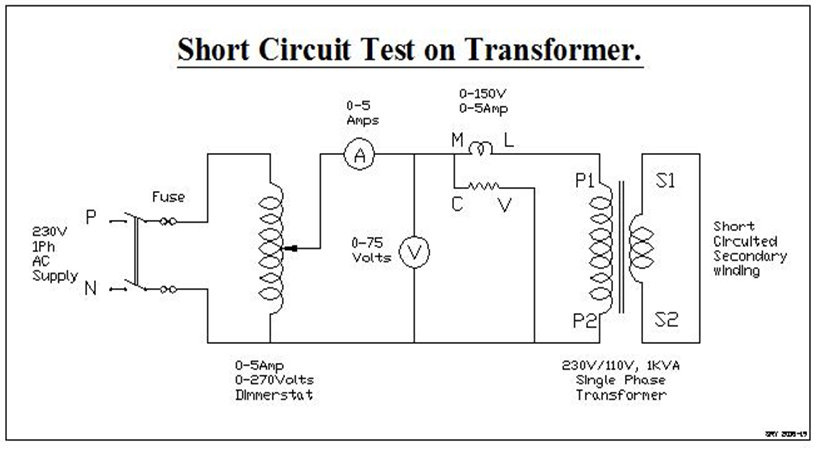 Short Circuit Test on Transformer.
0-5
Amps
0-150V
0-5Amp
A
M
L
P
Fuse
230V
1Ph
AC
Supply
N
C
V
0-75
Volts
V
P1
S1
P2
S2
Short
Circuited
Secondary
winding
0-5Amp
0-270Volts
Dimmerstat
230V/110V, 1KVA
Single Phase
Transformer